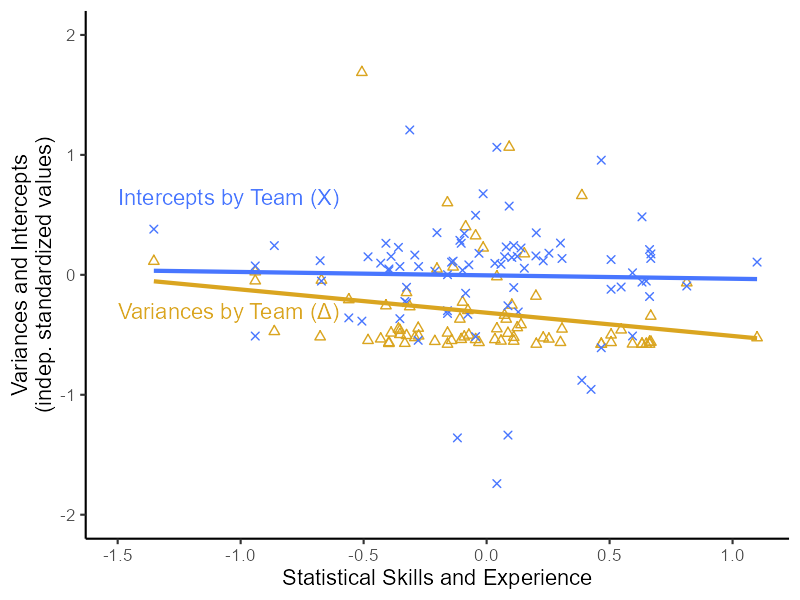 2
1
0
-1
-2
Variances and Intercepts
(indep. standardized values)
Intercepts by Team (X)
Variances by Team (Δ)
-1.5 -1.0 -0.5 0.0 0.5 1.0
Statistical Skills and Experience